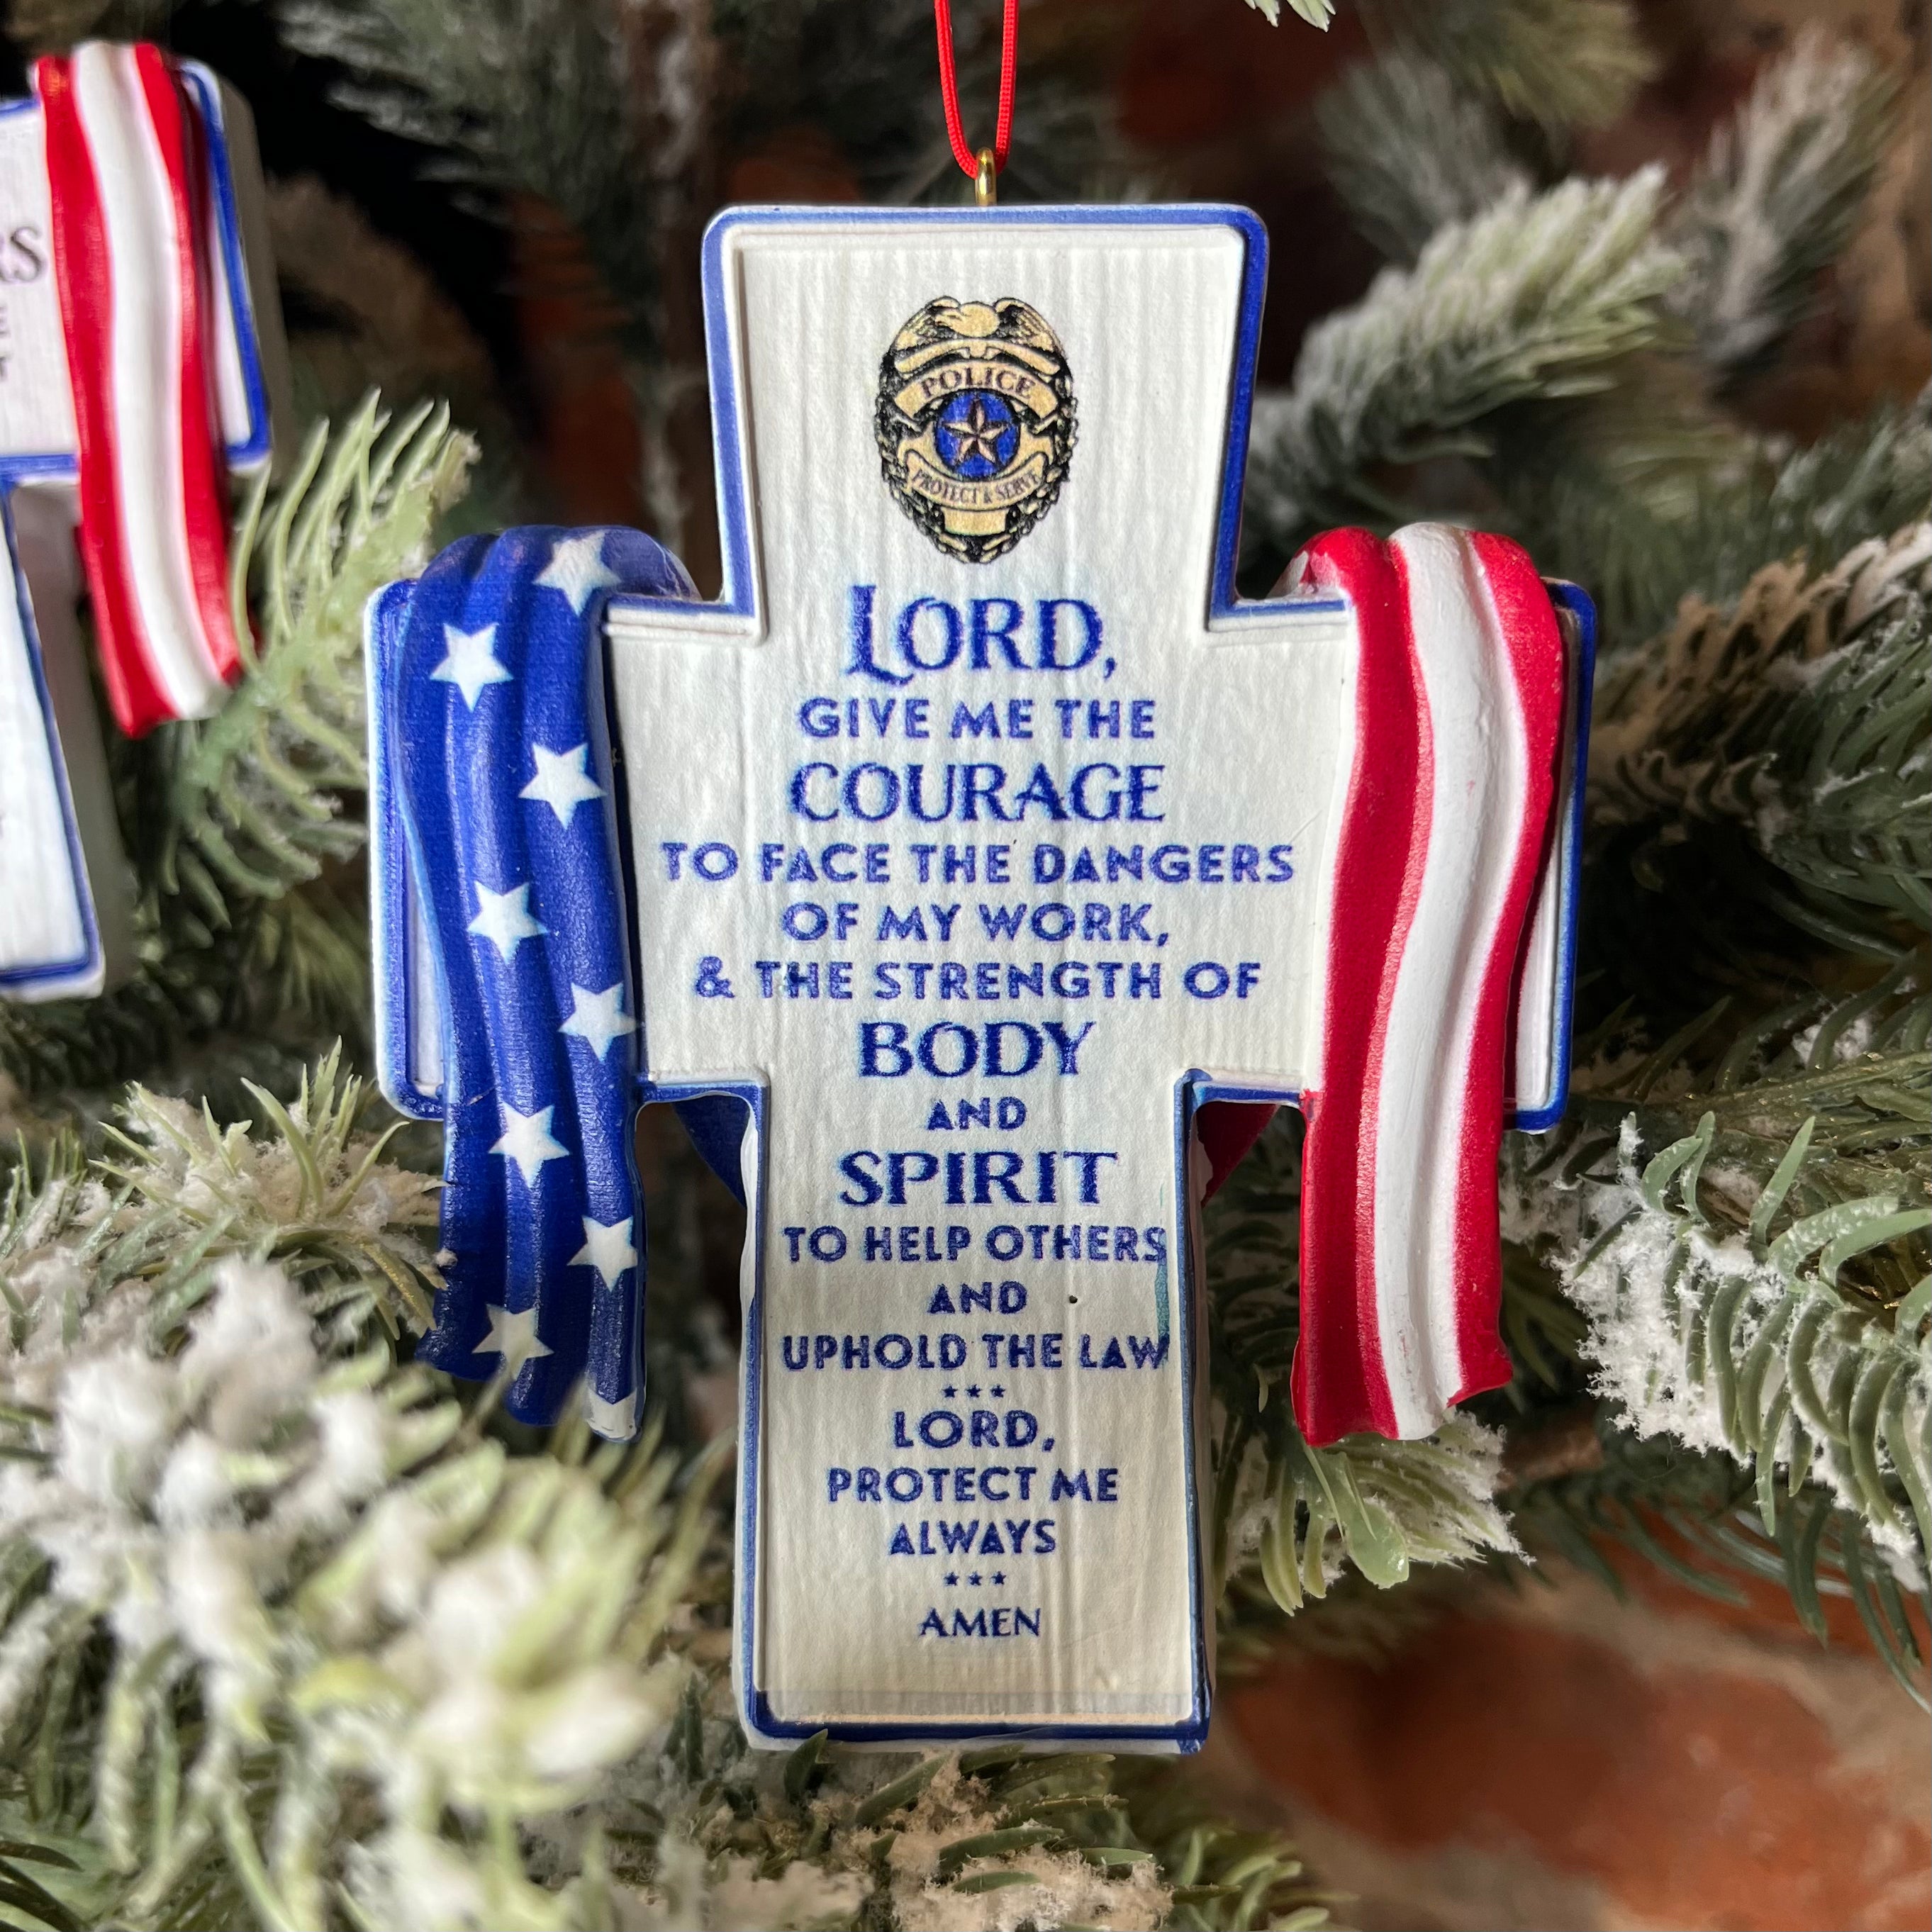 POLICE
PROTECT & SERVE
LORD,
GIVE ME THE
COURAGE
TO FACE THE DANGERS
OF MY WORK,
& THE STRENGTH OF
BODY
AND
SPIRIT
TO HELP OTHERS
AND
UPHOLD THE LAW
LORD,
PROTECT ME
ALWAYS
AMEN